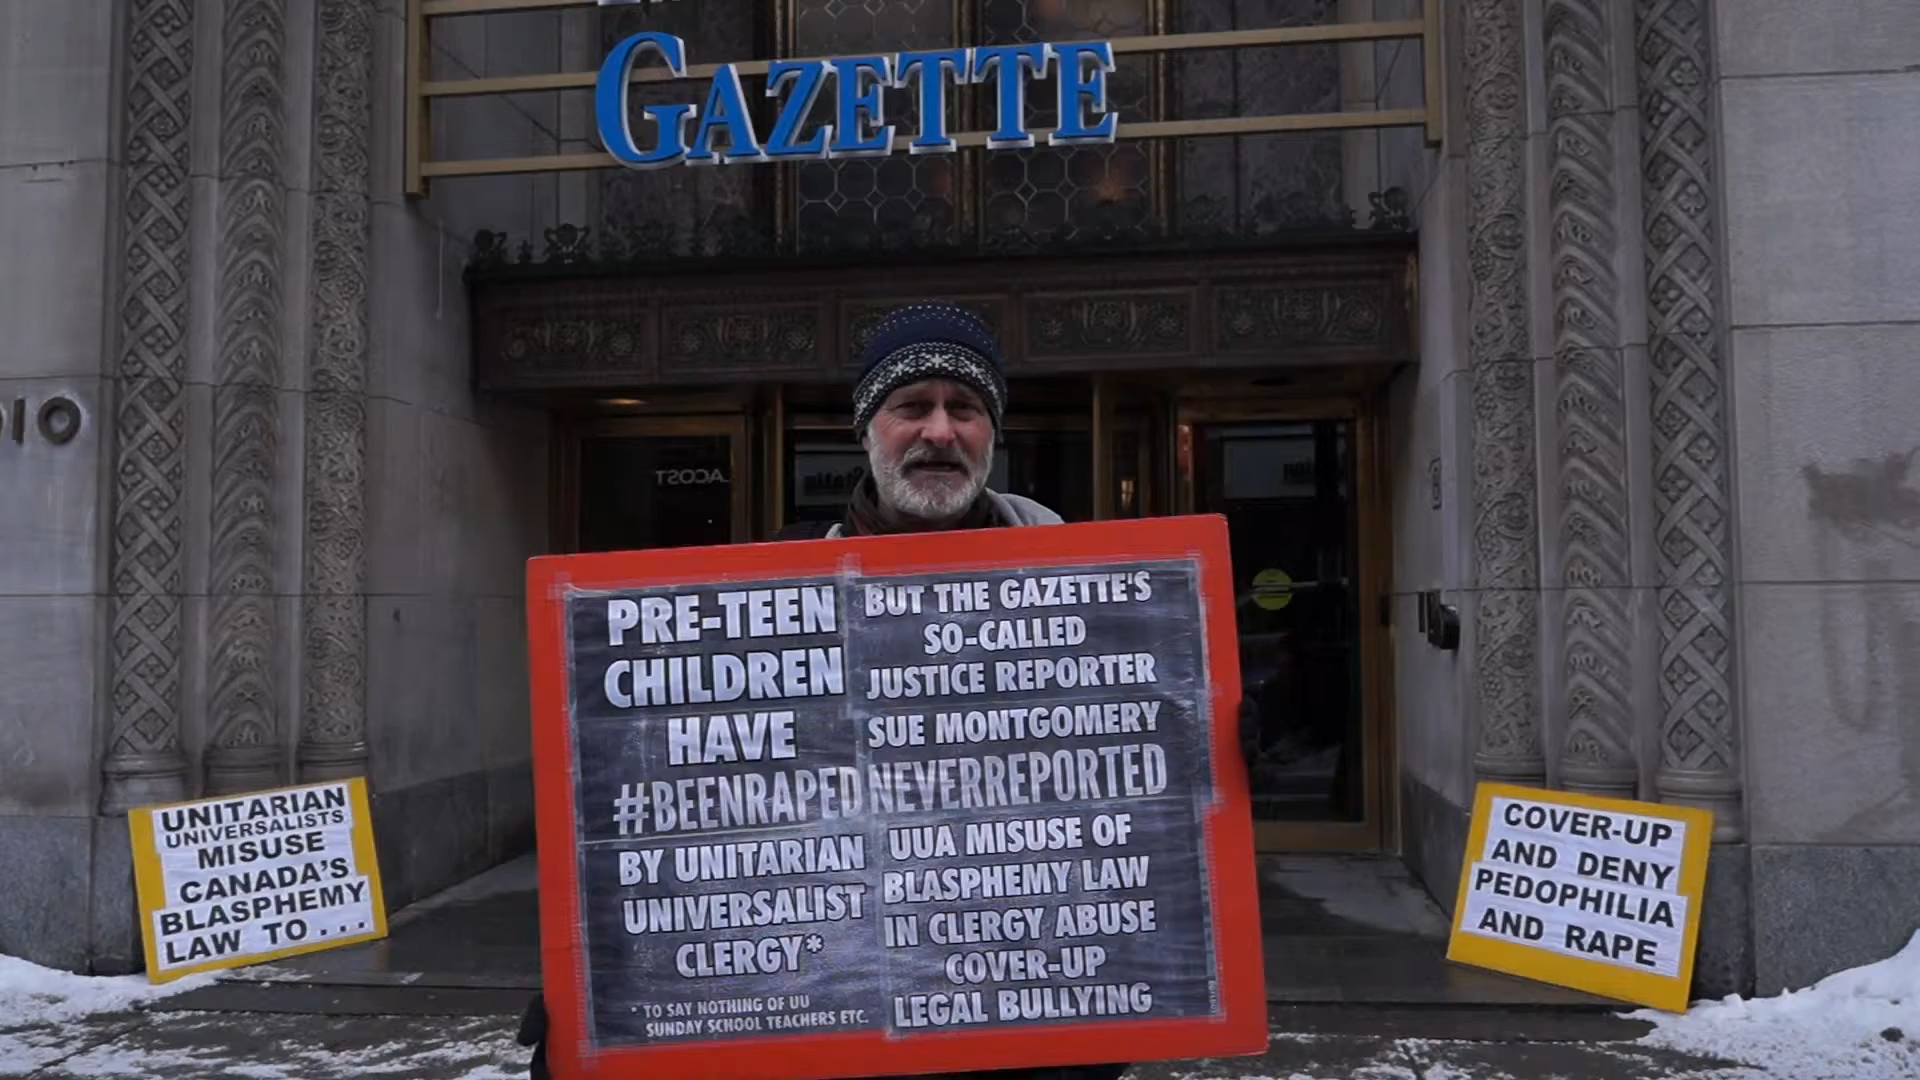 GAZETTE
010
LACOST
PRE-TEEN
CHILDREN
HAVE
#BEENRAPED
BY UNITARIAN
UNIVERSALIST
CLERGY*
* TO SAY NOTHING OF UU
SUNDAY SCHOOL TEACHERS ETC.
BUT THE GAZETTE'S
SO-CALLED
JUSTICE REPORTER
SUE MONTGOMERY
NEVERREPORTED
UUA MISUSE OF
BLASPHEMY LAW
IN CLERGY ABUSE
COVER-UP
LEGAL BULLYING
UNITARIAN
UNIVERSALISTS
MISUSE
CANADA'S
BLASPHEMY
LAW TO...
COVER-UP
AND DENY
PEDOPHILIA
AND RAPE